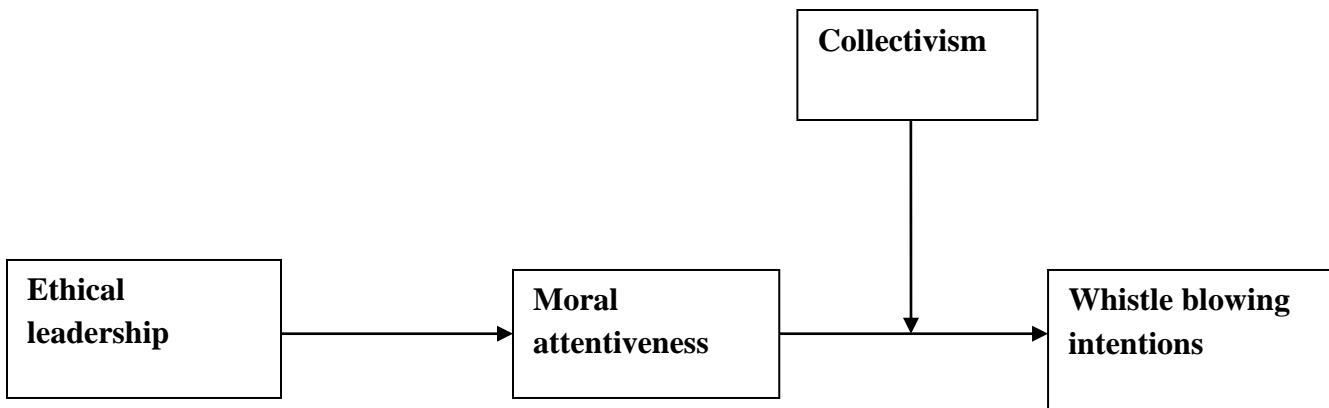 Collectivism
Ethical
leadership
Moral
attentiveness
Whistle blowing
intentions